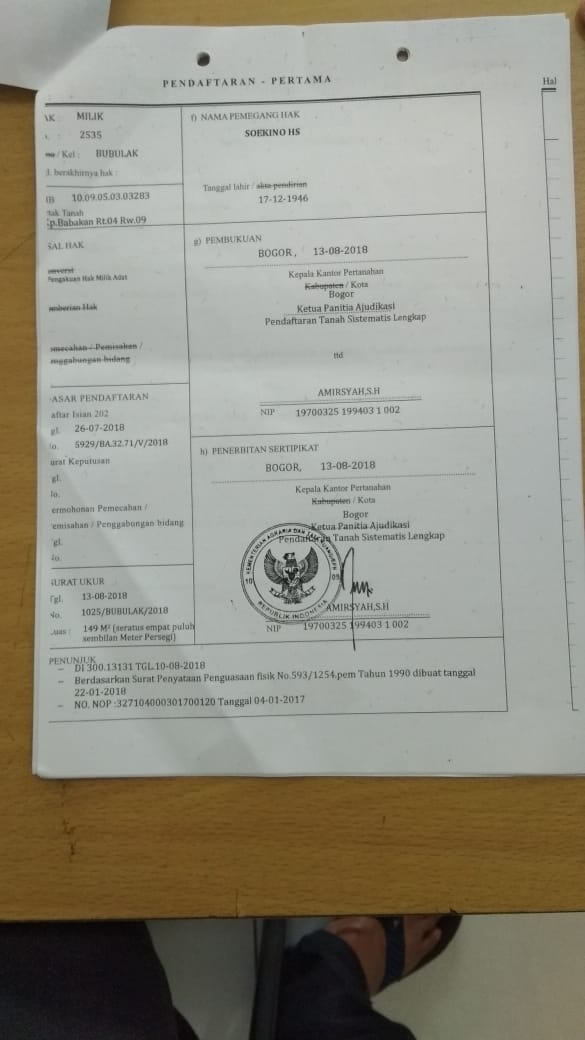 PENDAFTARAN - PERTAMA
Hal
AK : MILIK
2535
/ Kel : BUBULAK
berakhirnya hak :
10.09.05.03.03283
tak Tanah
p.Babakan Rt.04 Rw.09
f) NAMA PEMEGANG HAK
SOEKINO HS
Tanggal lahir / akta pendirian
17-12-1946
SAL HAK
onversi
Pengakuan Hak Milik Adat
emberian Hak
emecahan / Pemisahan /
enggabungan bidang
g) PEMBUKUAN
BOGOR, 13-08-2018
Kepala Kantor Pertanahan
Kabupaten / Kota
Bogor
Ketua Panitia Ajudikasi
Pendaftaran Tanah Sistematis Lengkap
ttd
AMIRSYAH,S.H
NIP 19700325 199403 1 002
ASAR PENDAFTARAN
aftar Isian 202
gl. 26-07-2018
o. 5929/BA.32.71/V/2018
urat Keputusan
gl.
o.
ermohonan Pemecahan /
emisahan / Penggabungan bidang
gl.
o.
h) PENERBITAN SERTIPIKAT
BOGOR, 13-08-2018
Kepala Kantor Pertanahan
Kabupaten / Kota
Bogor
Ketua Panitia Ajudikasi
Pendaftaran Tanah Sistematis Lengkap
KEMENTERIAN AGRARIA DAN TATA RUANG/BPN
10
09
REPUBLIK INDONESIA
AMIRSYAH,S.H
NIP 19700325 199403 1 002
SURAT UKUR
Tgl. 13-08-2018
No. 1025/BUBULAK/2018
Luas : 149 M² (seratus empat puluh
sembilan Meter Persegi)
PENUNJUK
– DI 300.13131 TGL.10-08-2018
– Berdasarkan Surat Penyataan Penguasaan fisik No.593/1254.pem Tahun 1990 dibuat tanggal
22-01-2018
– NO. NOP :327104000301700120 Tanggal 04-01-2017